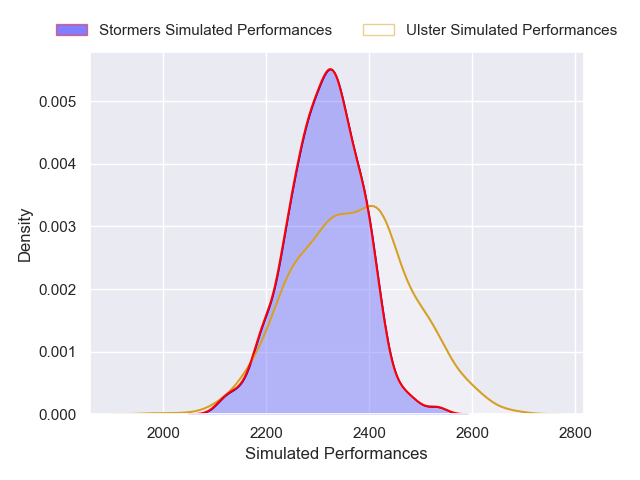 Stormers Simulated Performances Ulster Simulated Performances
0.005
0.004
0.003
0.002
0.001
0.000
Density
2000 2200 2400 2600 2800
Simulated Performances